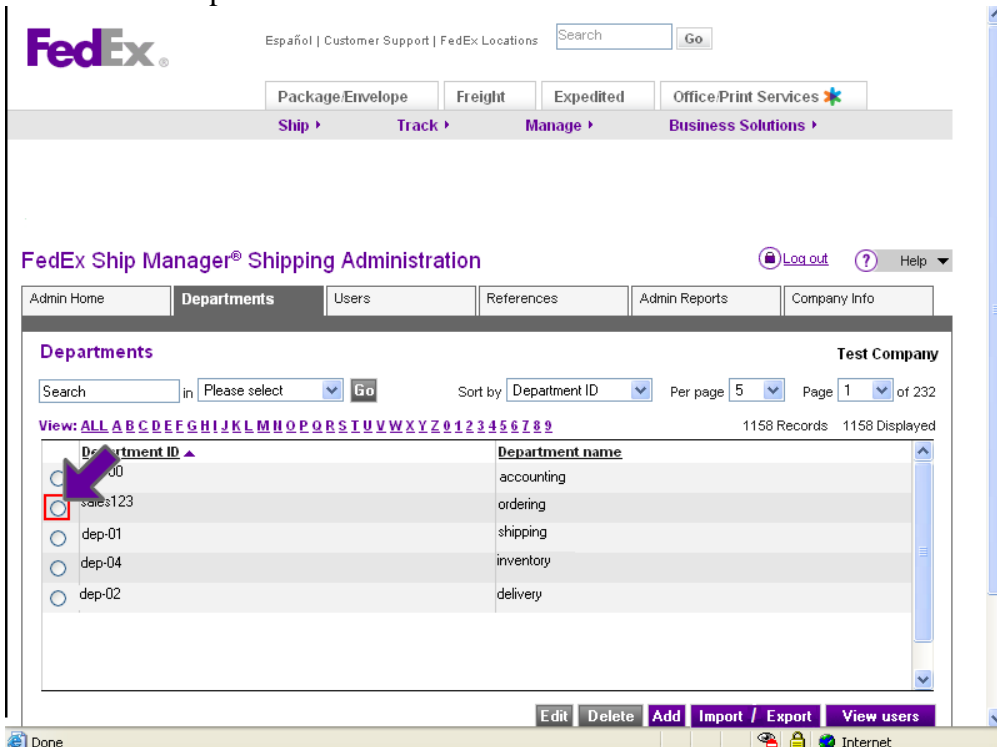 FedEx®
Español | Customer Support | FedEx Locations Search Go
Package/Envelope Freight Expedited Office/Print Services
Ship Track Manage Business Solutions
FedEx Ship Manager® Shipping Administration Log out ? Help
Admin Home Departments Users References Admin Reports Company Info
Departments Test Company
Search in Please select Go Sort by Department ID Per page 5 Page 1 of 232
View: ALL A B C D E F G H I J K L M N O P Q R S T U V W X Y Z 0 1 2 3 4 5 6 7 8 9 1158 Records 1158 Displayed
Department ID Department name
accounting
sales123 ordering
dep-01 shipping
dep-04 inventory
dep-02 delivery
Edit Delete Add Import / Export View users
Done Internet